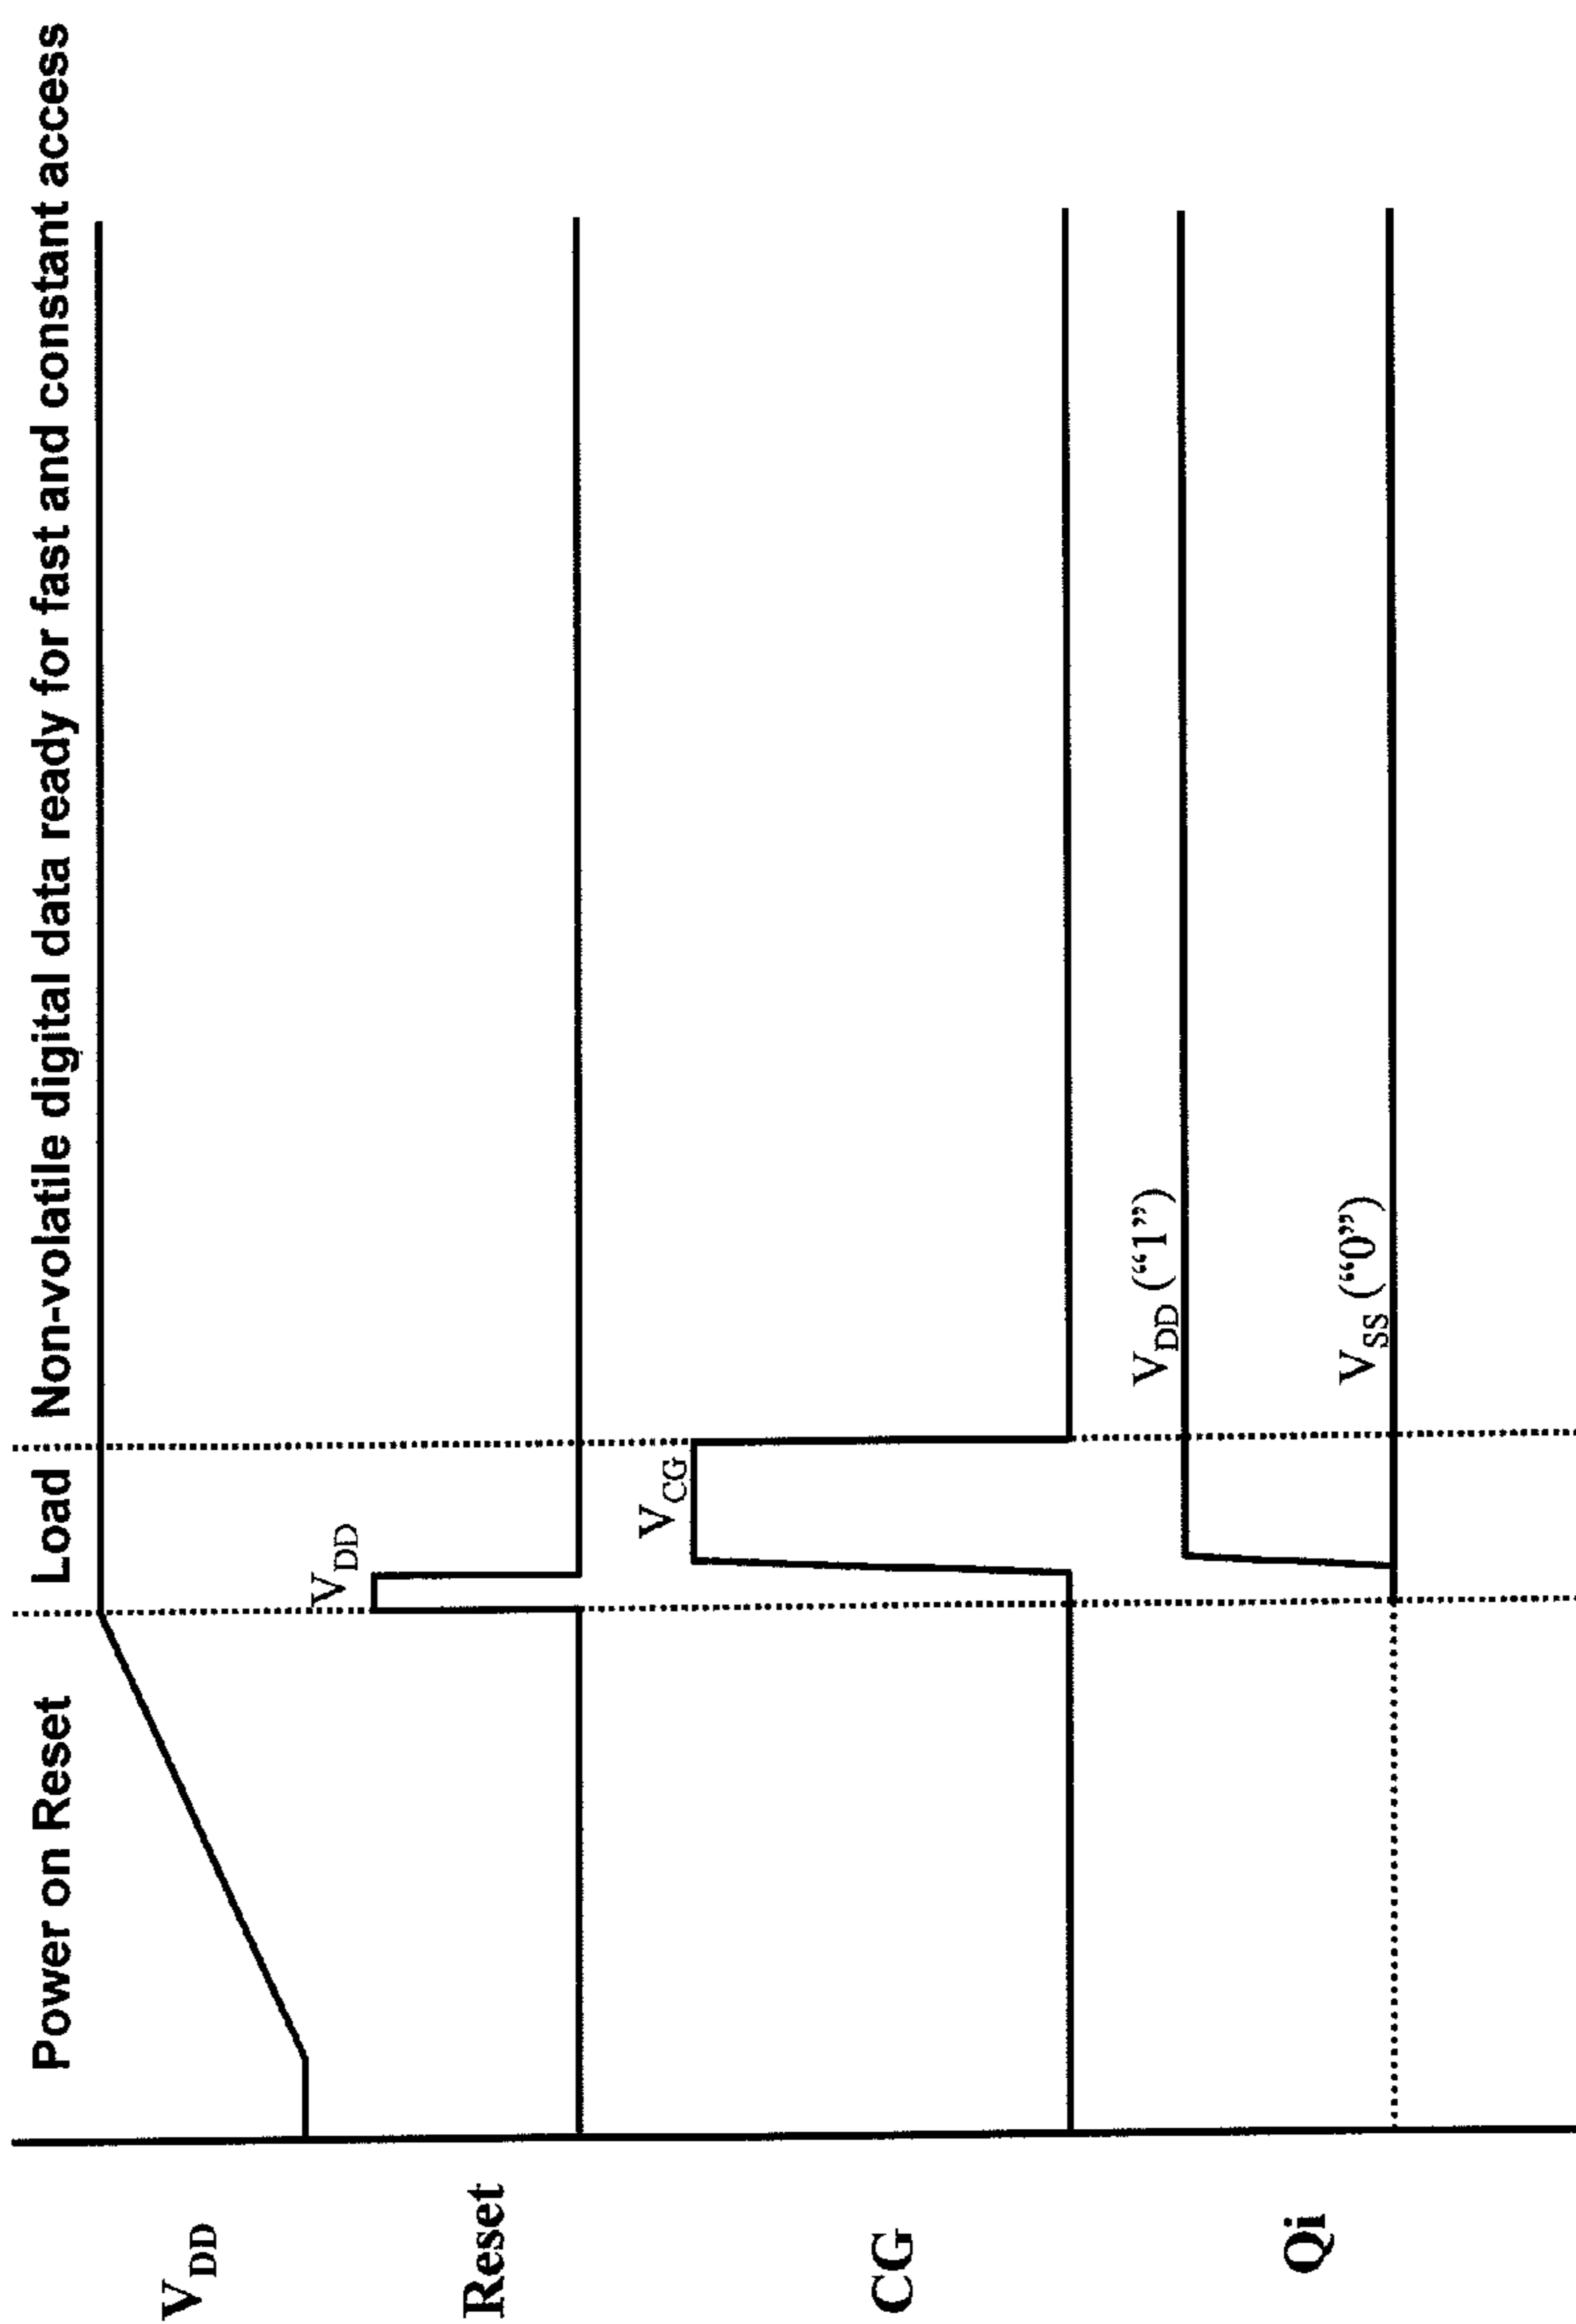 Power on Reset
Load
Non-volatile digital data ready for fast and constant access
V_DD
Reset
V_DD
CG
V_CG
Qi
V_DD ("1")
V_SS ("0")